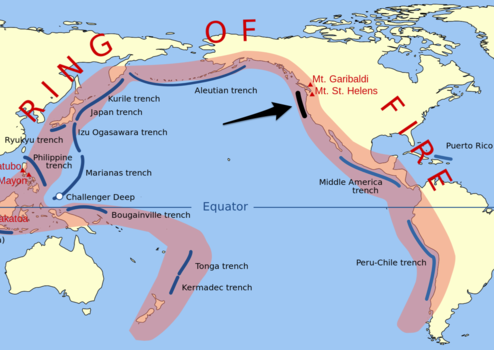 RING OF FIRE
Mt. Garibaldi
Mt. St. Helens
Aleutian trench
Kurile trench
Japan trench
Izu Ogasawara trench
Ryukyu trench
Puerto Rico
Philippine
trench
atubo
Mayon
Marianas trench
Middle America
trench
Challenger Deep
Equator
Bougainville trench
akatoa
a)
Peru-Chile trench
Tonga trench
Kermadec trench